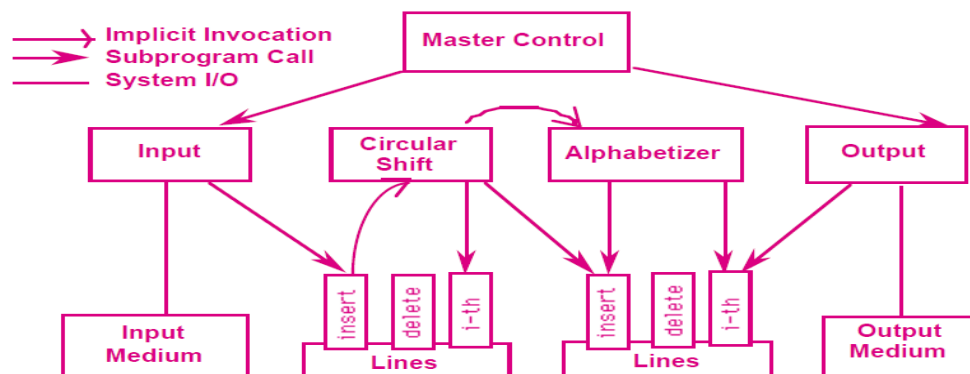 Implicit Invocation
Subprogram Call
System I/O
Master Control
Input
Circular
Shift
Alphabetizer
Output
insert
delete
i-th
insert
delete
i-th
Input
Medium
Lines
Lines
Output
Medium